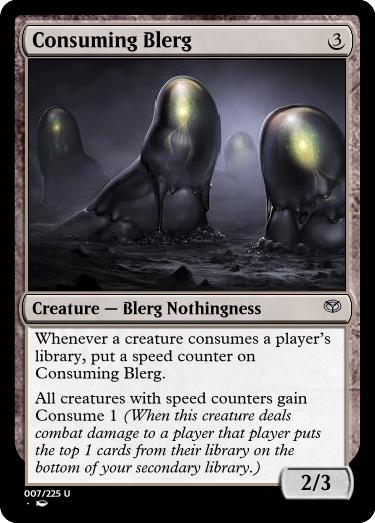 Consuming Blerg
3
Creature — Blerg Nothingness
Whenever a creature consumes a player's
library, put a speed counter on
Consuming Blerg.
All creatures with speed counters gain
Consume 1 (When this creature deals
combat damage to a player that player puts
the top 1 cards from their library on the
bottom of your secondary library.)
2/3
007/225 U